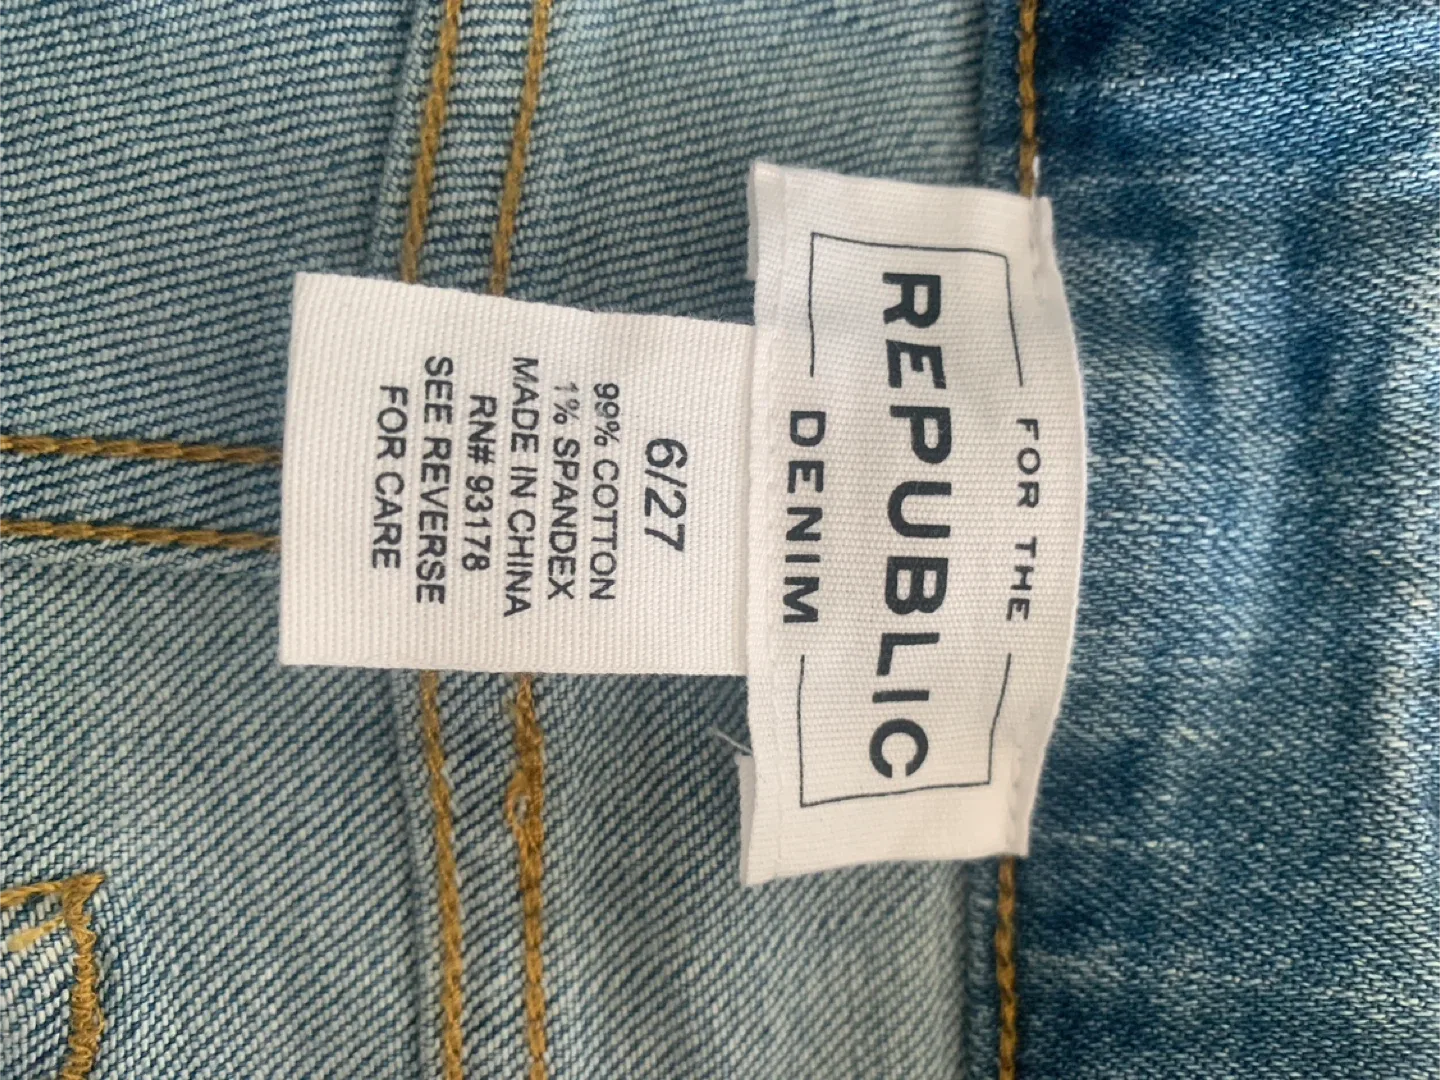 FOR THE
REPUBLIC
DENIM
6/27
99% COTTON
1% SPANDEX
MADE IN CHINA
RN# 93178
SEE REVERSE
FOR CARE